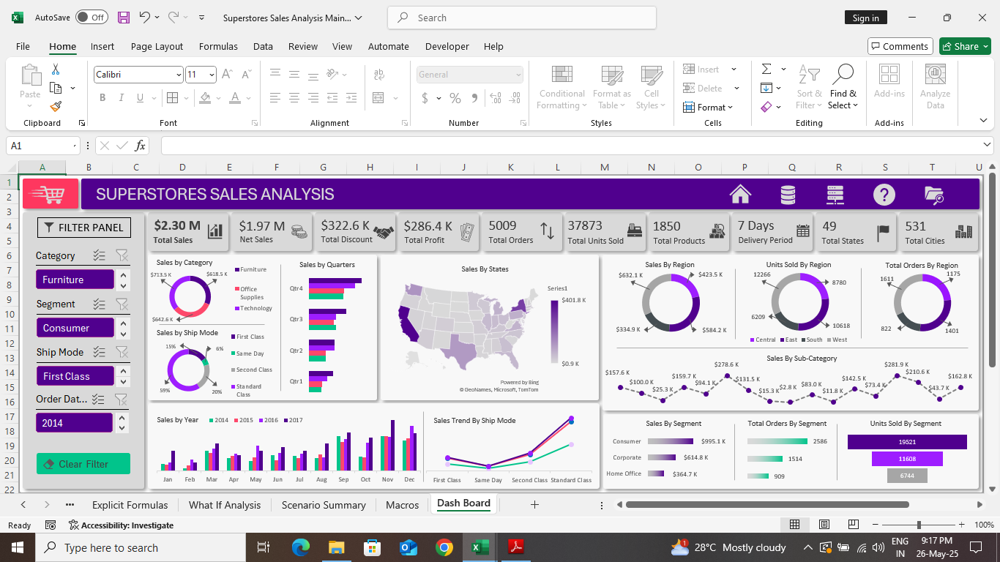 AutoSave Off Superstores Sales Analysis Main... Search Sign in
File Home Insert Page Layout Formulas Data Review View Automate Developer Help Comments Share
Paste Calibri 11 General Conditional Formatting Format as Table Cell Styles Insert Delete Format Sort & Filter Find & Select Add-ins Analyze Data
Clipboard Font Alignment Number Styles Cells Editing Add-ins
A1 fx
A B C D E F G H I J K L M N O P Q R S T U
1
2
3
4
5
6
7
8
9
10
11
12
13
14
15
16
17
18
19
20
21
22
SUPERSTORES SALES ANALYSIS
FILTER PANEL
Category
Furniture
Segment
Consumer
Ship Mode
First Class
Order Dat...
2014
Clear Filter
$2.30 M
Total Sales
$1.97 M
Net Sales
$322.6 K
Total Discount
$286.4 K
Total Profit
5009
Total Orders
37873
Total Units Sold
1850
Total Products
7 Days
Delivery Period
49
Total States
531
Total Cities
Sales by Category
$713.5 K $618.5 K
$642.6 K
Furniture
Office Supplies
Technology
Sales by Ship Mode
15% 6%
59% 20%
First Class
Same Day
Second Class
Standard Class
Sales by Quarters
Qtr4
Qtr3
Qtr2
Qtr1
Sales By States
Series1
$401.8 K
$0.9 K
Powered by Bing
© GeoNames, Microsoft, TomTom
Sales By Region
$632.1 K $423.5 K
$334.9 K $584.2 K
Units Sold By Region
12266 8780
6209 10618
Central East South West
Total Orders By Region
1611 1175
822 1401
Sales By Sub-Category
$157.6 K $100.0 K $25.3 K $159.7 K $94.1 K $278.6 K $131.5 K $15.3 K $2.8 K $83.0 K $11.8 K $142.5 K $73.4 K $281.9 K $210.6 K $43.7 K $162.8 K
Sales by Year 2014 2015 2016 2017
Jan Feb Mar Apr May Jun Jul Aug Sep Oct Nov Dec
Sales Trend By Ship Mode
First Class Same Day Second Class Standard Class
Sales By Segment
Consumer $995.1 K
Corporate $614.8 K
Home Office $364.7 K
Total Orders By Segment
2586
1514
909
Units Sold By Segment
19521
11608
6744
... Explicit Formulas What If Analysis Scenario Summary Macros Dash Board
Ready Accessibility: Investigate 100%
Type here to search 28°C Mostly cloudy ENG IN 9:17 PM 26-May-25